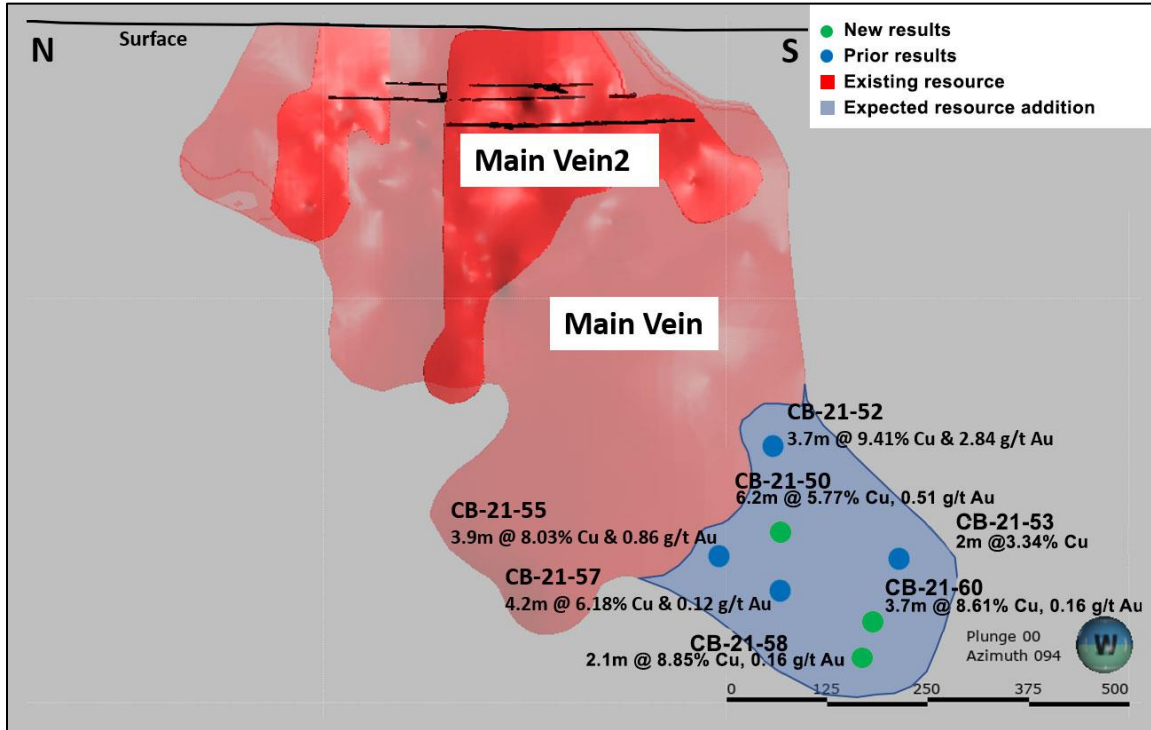 N
Surface
S
New results
Prior results
Existing resource
Expected resource addition
Main Vein2
Main Vein
CB-21-52
3.7m @ 9.41% Cu & 2.84 g/t Au
CB-21-50
6.2m @ 5.77% Cu, 0.51 g/t Au
CB-21-55
3.9m @ 8.03% Cu & 0.86 g/t Au
CB-21-53
2m @3.34% Cu
CB-21-57
4.2m @ 6.18% Cu & 0.12 g/t Au
CB-21-60
3.7m @ 8.61% Cu, 0.16 g/t Au
CB-21-58
2.1m @ 8.85% Cu, 0.16 g/t Au
Plunge 00
Azimuth 094
W
0 125 250 375 500